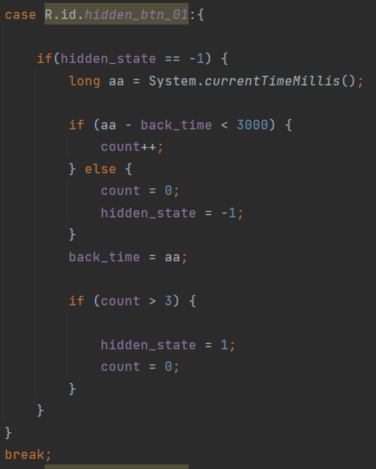 case R.id.hidden_btn_01:{
if(hidden_state == -1) {
long aa = System.currentTimeMillis();
if (aa - back_time < 3000) {
count++;
} else {
count = 0;
hidden_state = -1;
}
back_time = aa;
if (count > 3) {
hidden_state = 1;
count = 0;
}
}
}
break;